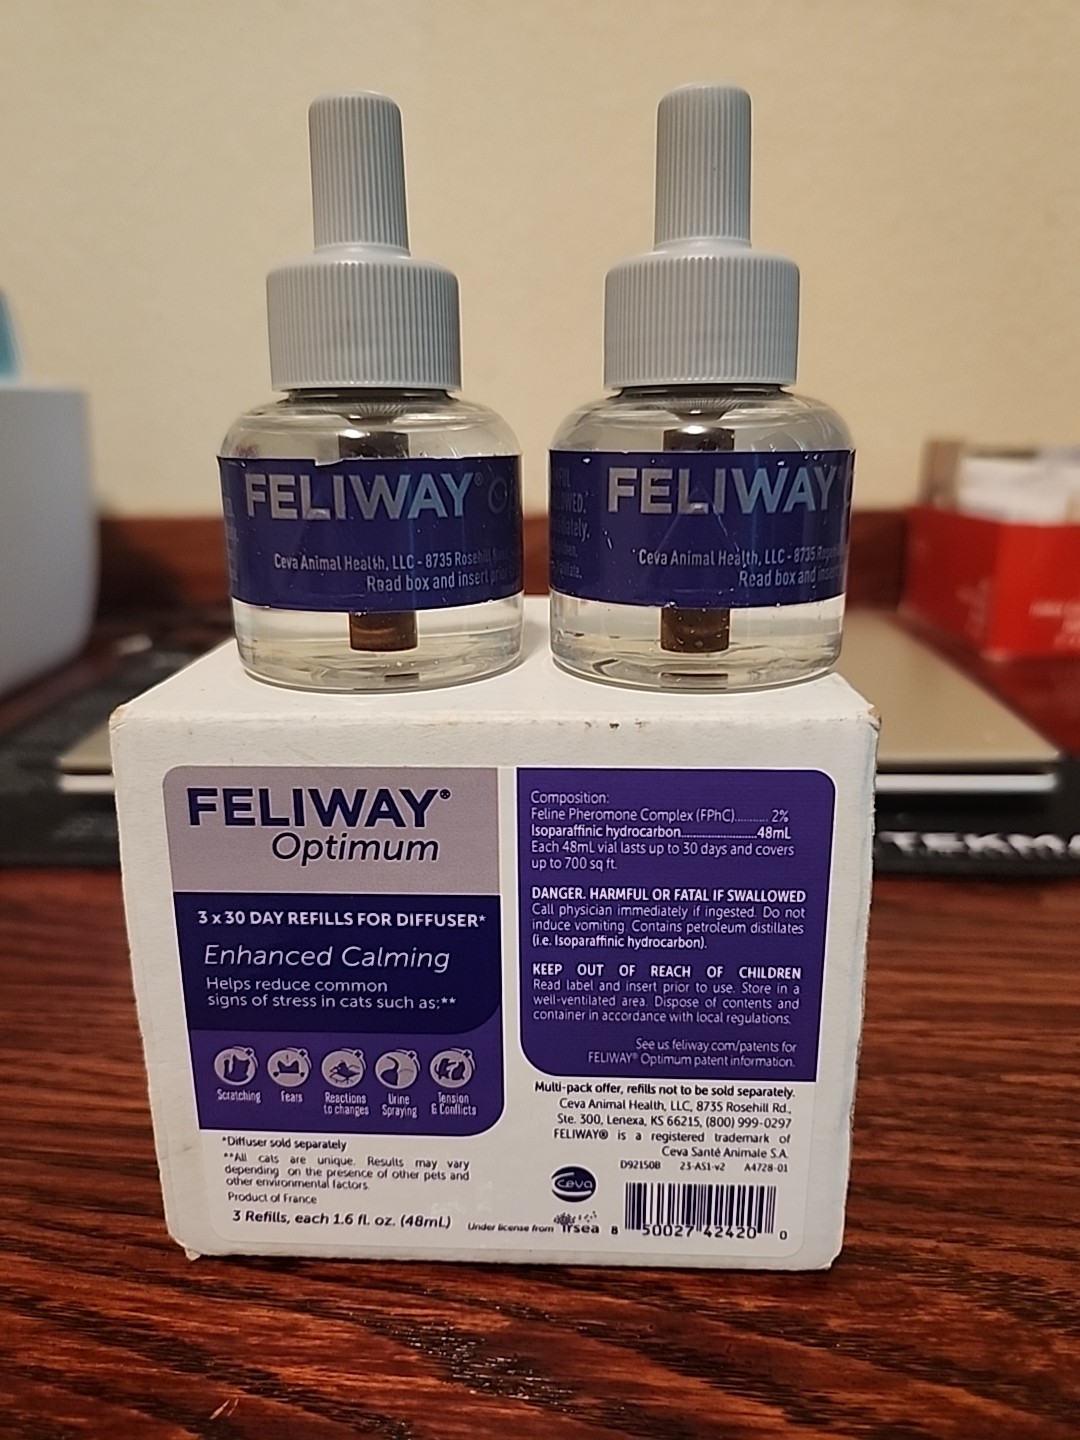 FELIWAY® Op
Ceva Animal Health, LLC - 8735 Rosehill
Read box and insert prior
FUL
LOWED.
diately.
FELIWAY
Ceva Animal Health, LLC - 8735
Read box and insert
FELIWAY®
Optimum
3 x 30 DAY REFILLS FOR DIFFUSER*
Enhanced Calming
Helps reduce common
signs of stress in cats such as:**
Scratching
Fears
Reactions
to changes
Urine
Spraying
Tension
& Conflicts
*Diffuser sold separately
**All cats are unique. Results may vary
depending on the presence of other pets and
other environmental factors.
Product of France
3 Refills, each 1.6 fl. oz. (48mL)
Composition:
Feline Pheromone Complex (FPhC).......... 2%
Isoparaffinic hydrocarbon......................48mL
Each 48mL vial lasts up to 30 days and covers
up to 700 sq ft.
DANGER. HARMFUL OR FATAL IF SWALLOWED
Call physician immediately if ingested. Do not
induce vomiting. Contains petroleum distillates
(i.e. Isoparaffinic hydrocarbon).
KEEP OUT OF REACH OF CHILDREN
Read label and insert prior to use. Store in a
well-ventilated area. Dispose of contents and
container in accordance with local regulations.
See us feliway.com/patents for
FELIWAY® Optimum patent information.
Multi-pack offer, refills not to be sold separately.
Ceva Animal Health, LLC, 8735 Rosehill Rd.,
Ste. 300, Lenexa, KS 66215, (800) 999-0297
FELIWAY® is a registered trademark of
Ceva Santé Animale S.A.
D92150B 23-AS1-v2 A4728-01
Ceva
Under license from irsea
8 50027 42420 0
TEKMA